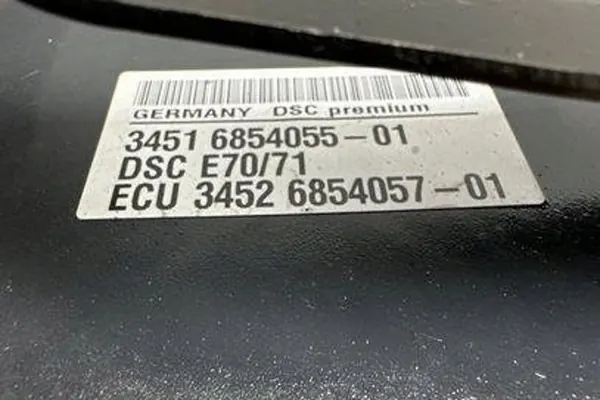 GERMANY DSC premium
3451 6854055-01
DSC E70/71
ECU 3452 6854057-01